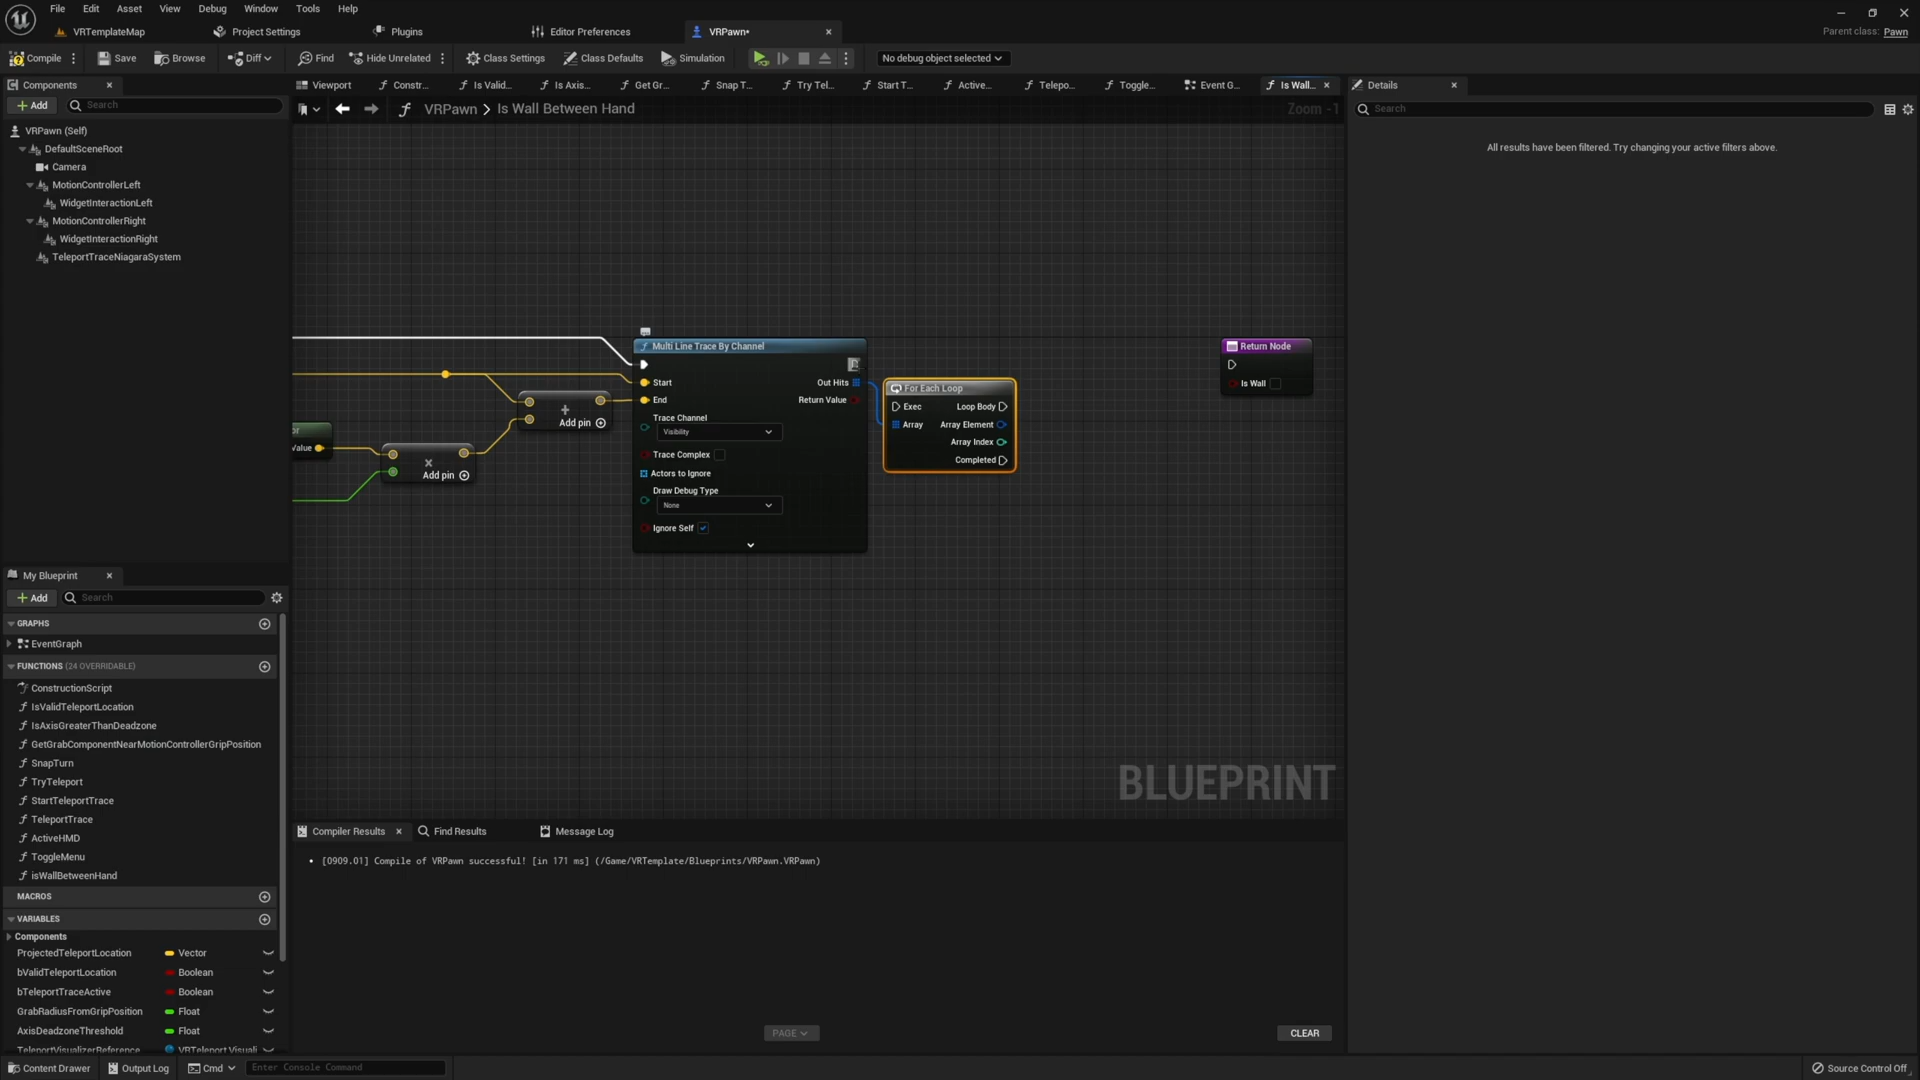 File Edit Asset View Window Debug Tools Help
VRTemplateMap Project Settings Plugins Editor Preferences VRPawn•
Parent class: Pawn
Compile Save Browse Diff Find Hide Unrelated Class Settings Class Defaults Simulation No debug object selected
Components
Add Search
VRPawn (Self)
DefaultSceneRoot
Camera
MotionControllerLeft
WidgetInteractionLeft
MotionControllerRight
WidgetInteractionRight
TeleportTraceNiagaraSystem
Viewport Constr... Is Valid... Is Axis... Get Gr... Snap T... Try Tel... Start T... Active... Telepo... Toggle... Event G... Is Wall...
VRPawn > Is Wall Between Hand
Zoom -1
Multi Line Trace By Channel
Start Out Hits
End Return Value
Trace Channel
Visibility
Trace Complex
Actors to Ignore
Draw Debug Type
None
Ignore Self
Add pin
Add pin
For Each Loop
Exec Loop Body
Array Array Element
Array Index
Completed
Return Node
Is Wall
BLUEPRINT
Details
Search
All results have been filtered. Try changing your active filters above.
My Blueprint
Add Search
GRAPHS
EventGraph
FUNCTIONS (24 OVERRIDABLE)
ConstructionScript
IsValidTeleportLocation
IsAxisGreaterThanDeadzone
GetGrabComponentNearMotionControllerGripPosition
SnapTurn
TryTeleport
StartTeleportTrace
TeleportTrace
ActiveHMD
ToggleMenu
isWallBetweenHand
MACROS
VARIABLES
Components
ProjectedTeleportLocation Vector
bValidTeleportLocation Boolean
bTeleportTraceActive Boolean
GrabRadiusFromGripPosition Float
AxisDeadzoneThreshold Float
TeleportVisualizerReference VRTeleport Visuali
Compiler Results Find Results Message Log
• [0909.01] Compile of VRPawn successful! [in 171 ms] (/Game/VRTemplate/Blueprints/VRPawn.VRPawn)
PAGE
CLEAR
Content Drawer Output Log Cmd Enter Console Command
Source Control Off